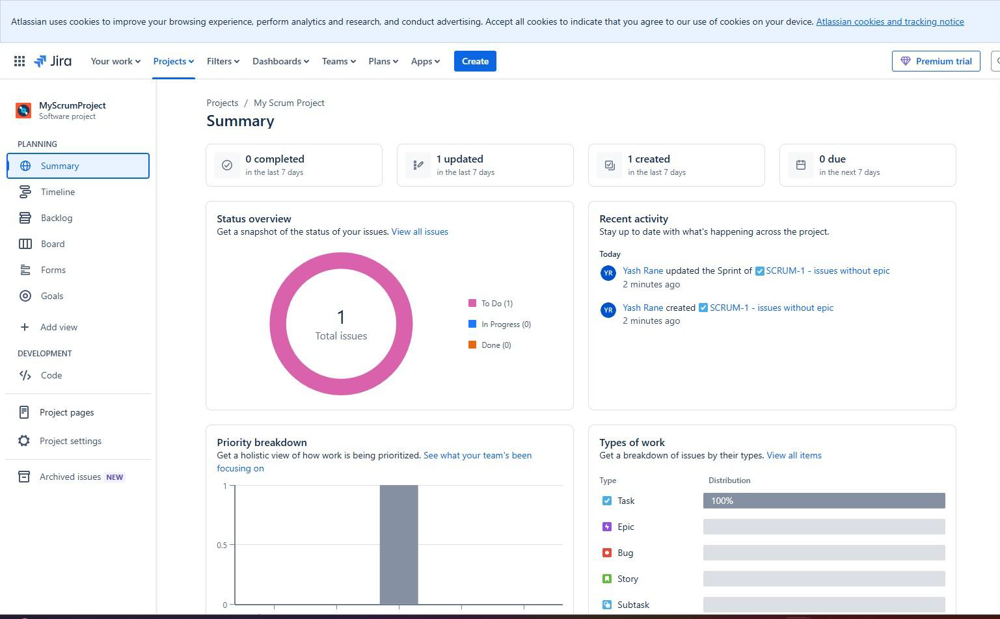 Atlassian uses cookies to improve your browsing experience, perform analytics and research, and conduct advertising. Accept all cookies to indicate that you agree to our use of cookies on your device. Atlassian cookies and tracking notice
Jira
Your work
Projects
Filters
Dashboards
Teams
Plans
Apps
Create
Premium trial
MyScrumProject
Software project
PLANNING
Summary
Timeline
Backlog
Board
Forms
Goals
Add view
DEVELOPMENT
Code
Project pages
Project settings
Archived issues NEW
Projects / My Scrum Project
Summary
0 completed
in the last 7 days
1 updated
in the last 7 days
1 created
in the last 7 days
0 due
in the next 7 days
Status overview
Get a snapshot of the status of your issues. View all issues
1
Total issues
To Do (1)
In Progress (0)
Done (0)
Recent activity
Stay up to date with what's happening across the project.
Today
YR
Yash Rane updated the Sprint of SCRUM-1 - issues without epic
2 minutes ago
YR
Yash Rane created SCRUM-1 - issues without epic
2 minutes ago
Priority breakdown
Get a holistic view of how work is being prioritized. See what your team's been
focusing on
1
0.5
0
Types of work
Get a breakdown of issues by their types. View all items
Type Distribution
Task 100%
Epic
Bug
Story
Subtask